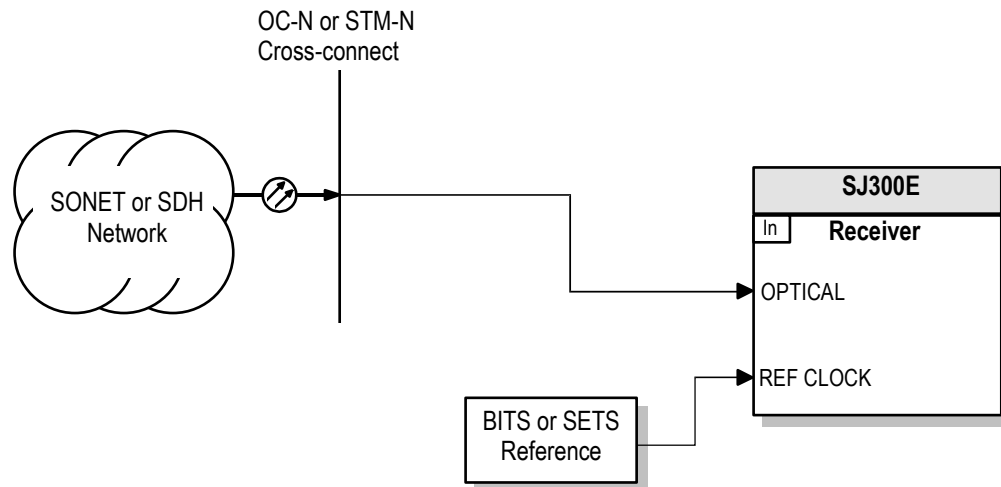 OC-N or STM-N
Cross-connect
SONET or SDH
Network
SJ300E
In
Receiver
OPTICAL
REF CLOCK
BITS or SETS
Reference